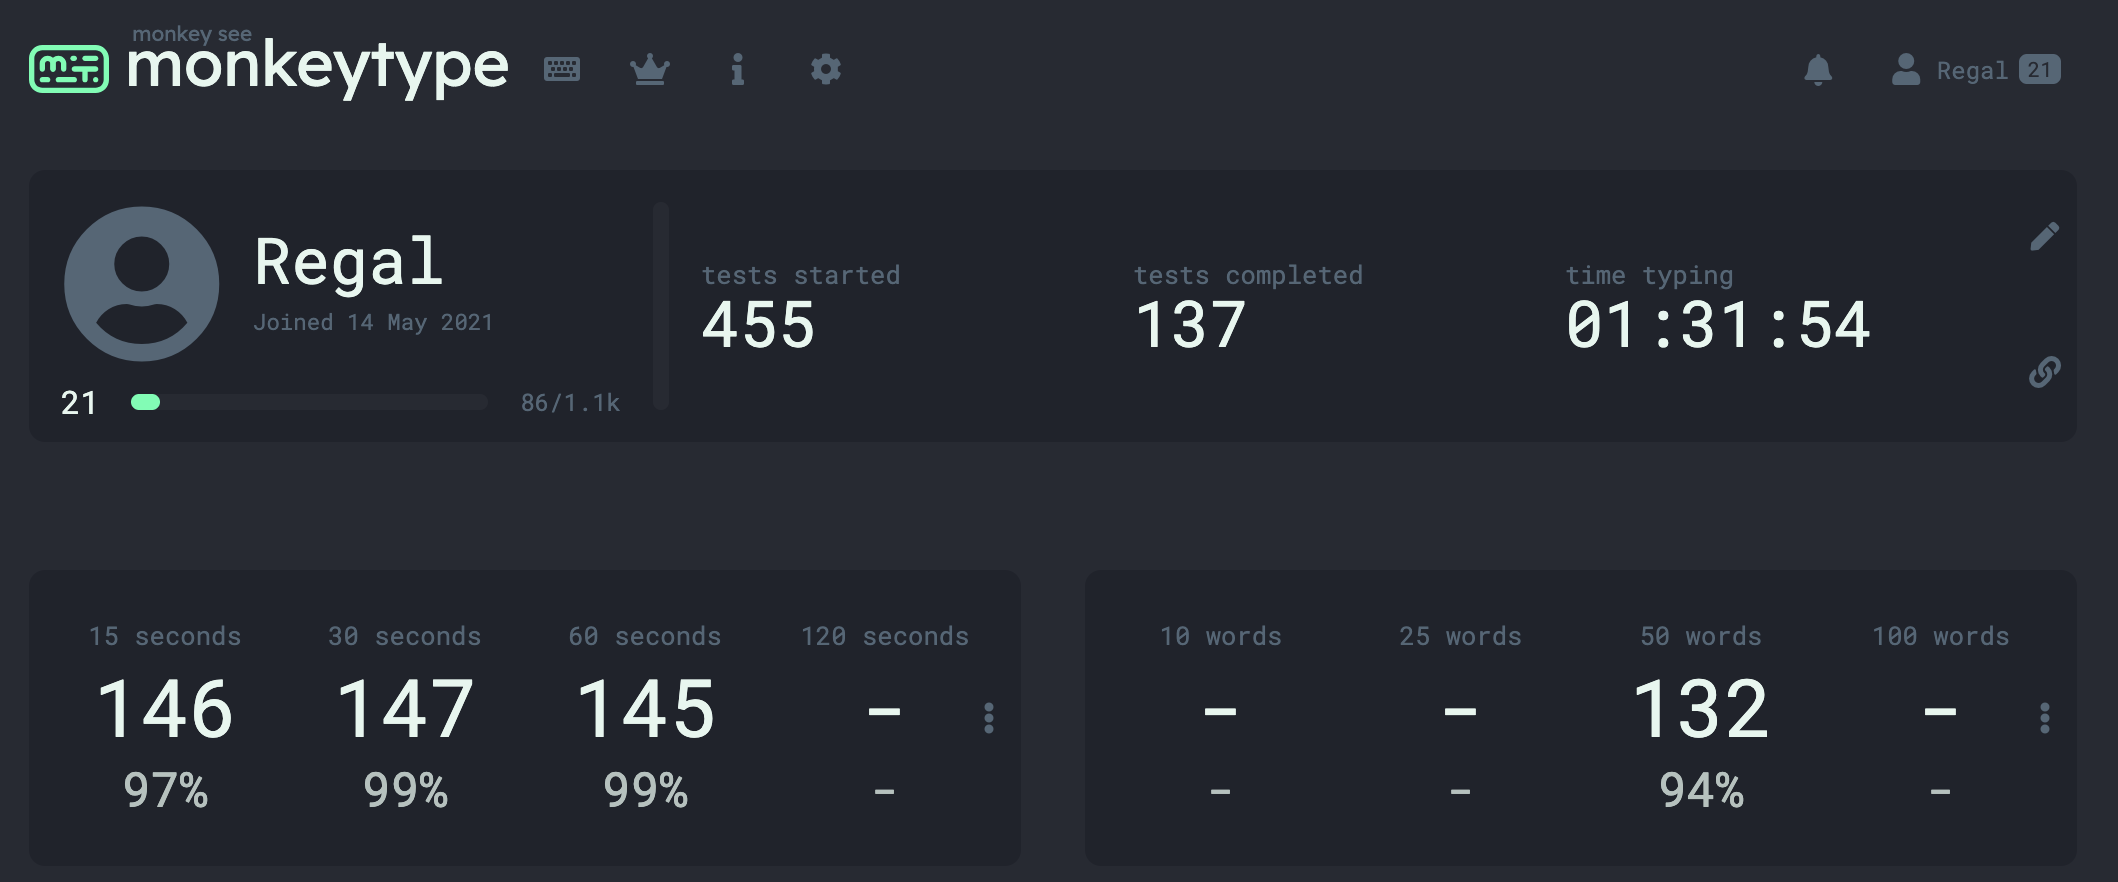 monkey see
monkeytype
Regal 21
Regal
Joined 14 May 2021
21 86/1.1k
tests started
455
tests completed
137
time typing
01:31:54
15 seconds 30 seconds 60 seconds 120 seconds
146 147 145 -
97% 99% 99% -
10 words 25 words 50 words 100 words
- - 132 -
- - 94% -